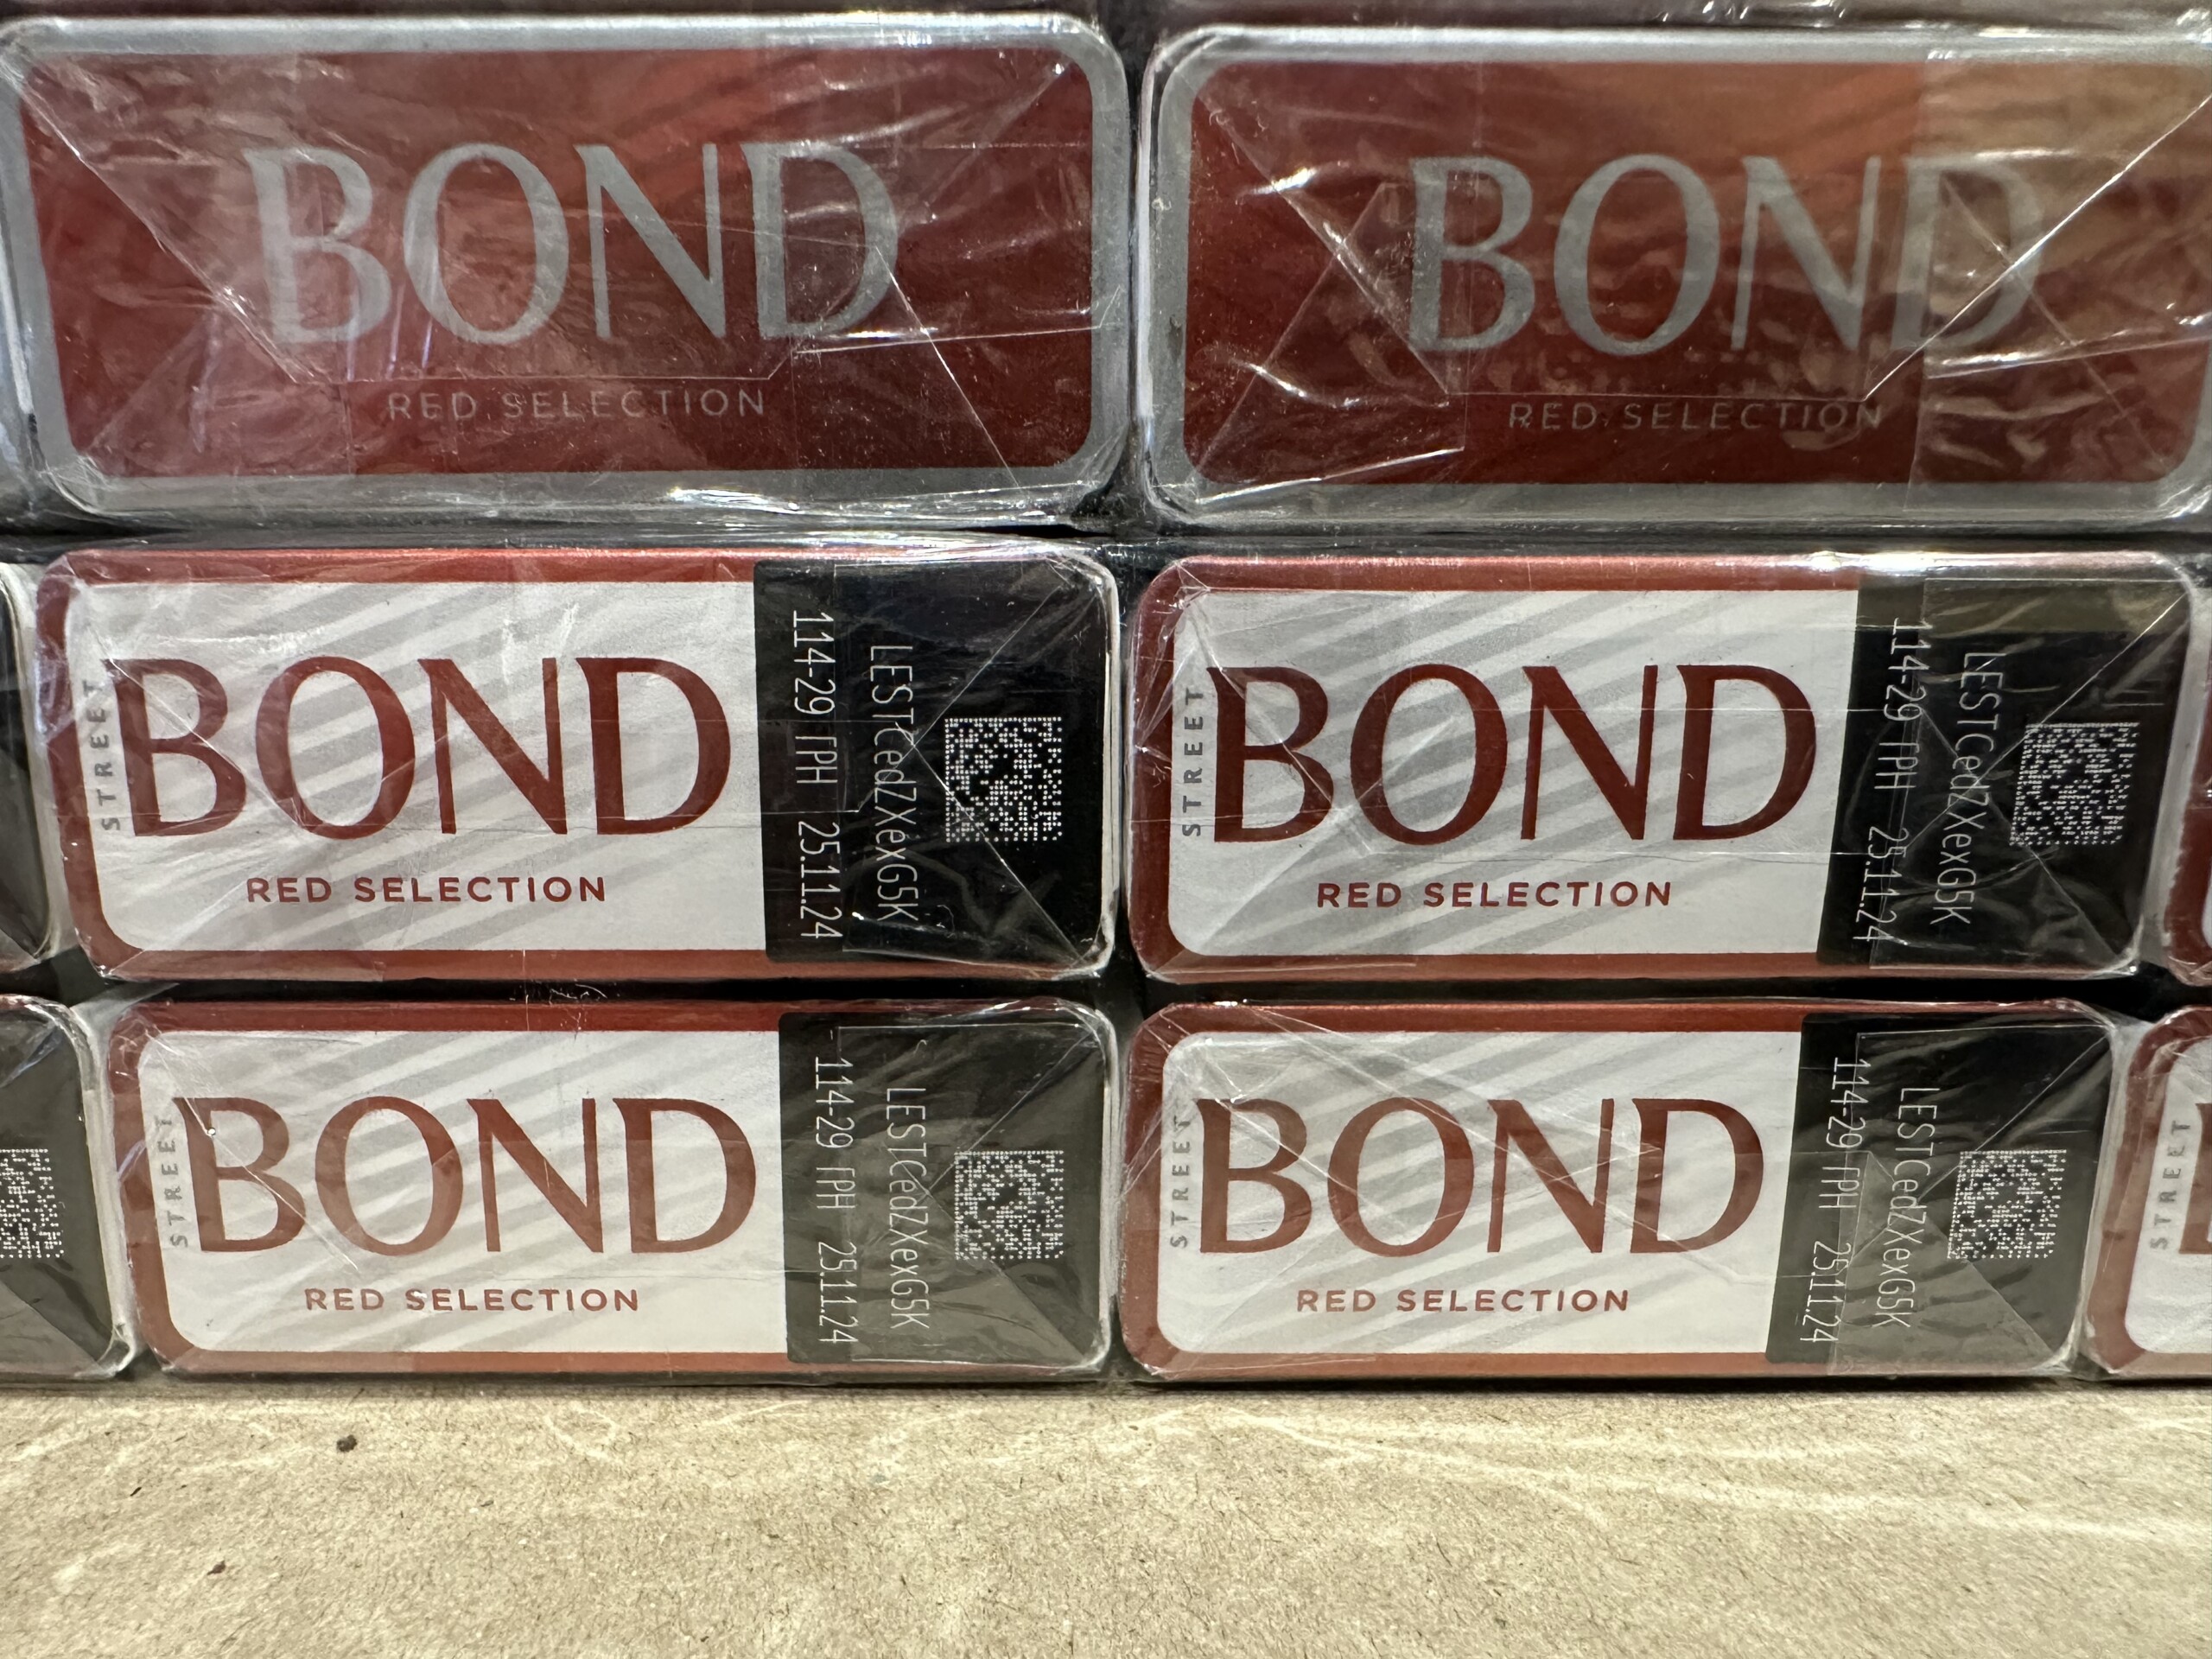 BOND
RED SELECTION
BOND
RED SELECTION
STREET
BOND
RED SELECTION
114-29 ГРН 25.11.24
LESTCedZXexG5K
STREET
BOND
RED SELECTION
114-29 ГРН 25.11.24
LESTCedZXexG5K
STREET
BOND
RED SELECTION
114-29 ГРН 25.11.24
LESTCedZXexG5K
STREET
BOND
RED SELECTION
114-29 ГРН 25.11.24
LESTCedZXexG5K
STREET